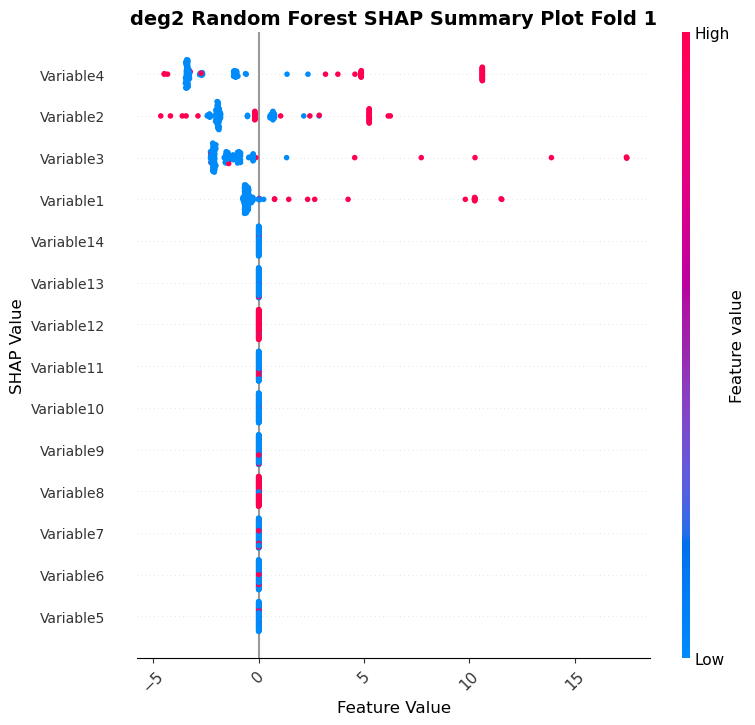 deg2 Random Forest SHAP Summary Plot Fold 1
High
Variable4
Variable2
Variable3
Variable1
Variable14
Variable13
Variable12
Variable11
Variable10
Variable9
Variable8
Variable7
Variable6
Variable5
SHAP Value
Feature value
Low
−5
0
5
10
15
Feature Value